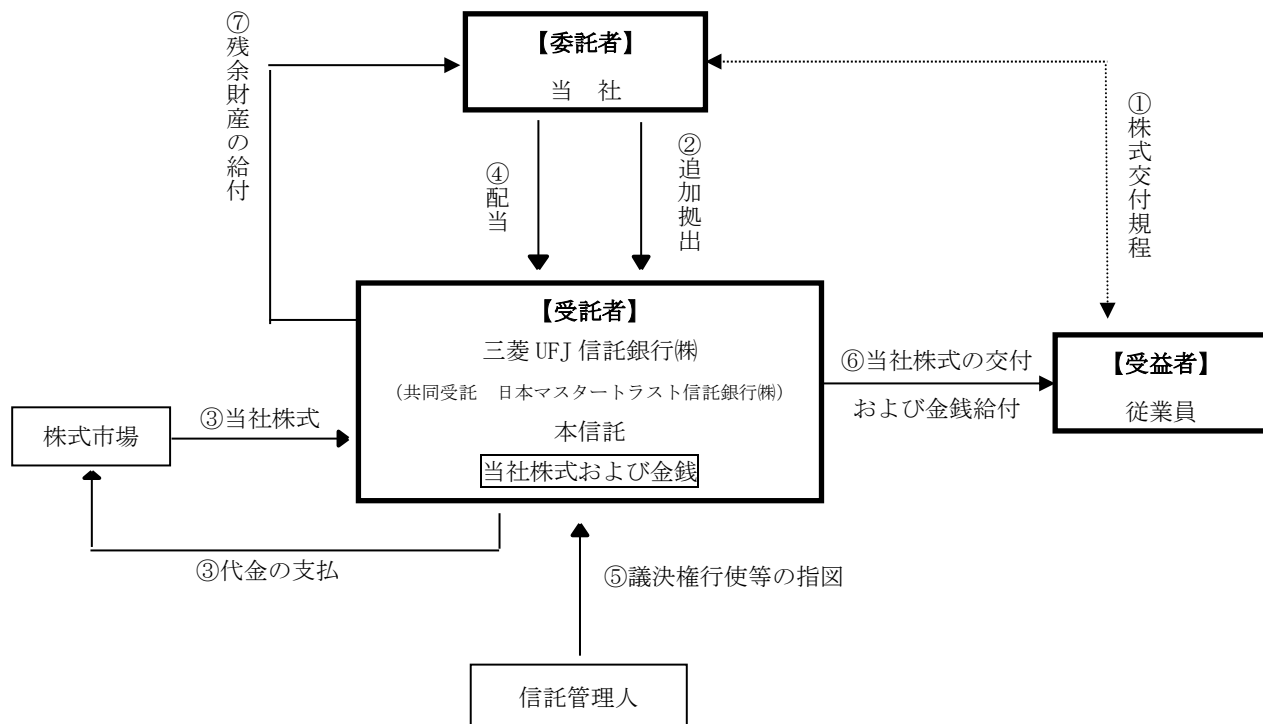 ⑦残余財産の給付
【委託者】
当　社
①株式交付規程
④配当
②追加拠出
【受託者】
三菱 UFJ 信託銀行㈱
(共同受託　日本マスタートラスト信託銀行㈱)
本信託
当社株式および金銭
⑥当社株式の交付
および金銭給付
【受益者】
従業員
株式市場
③当社株式
③代金の支払
⑤議決権行使等の指図
信託管理人